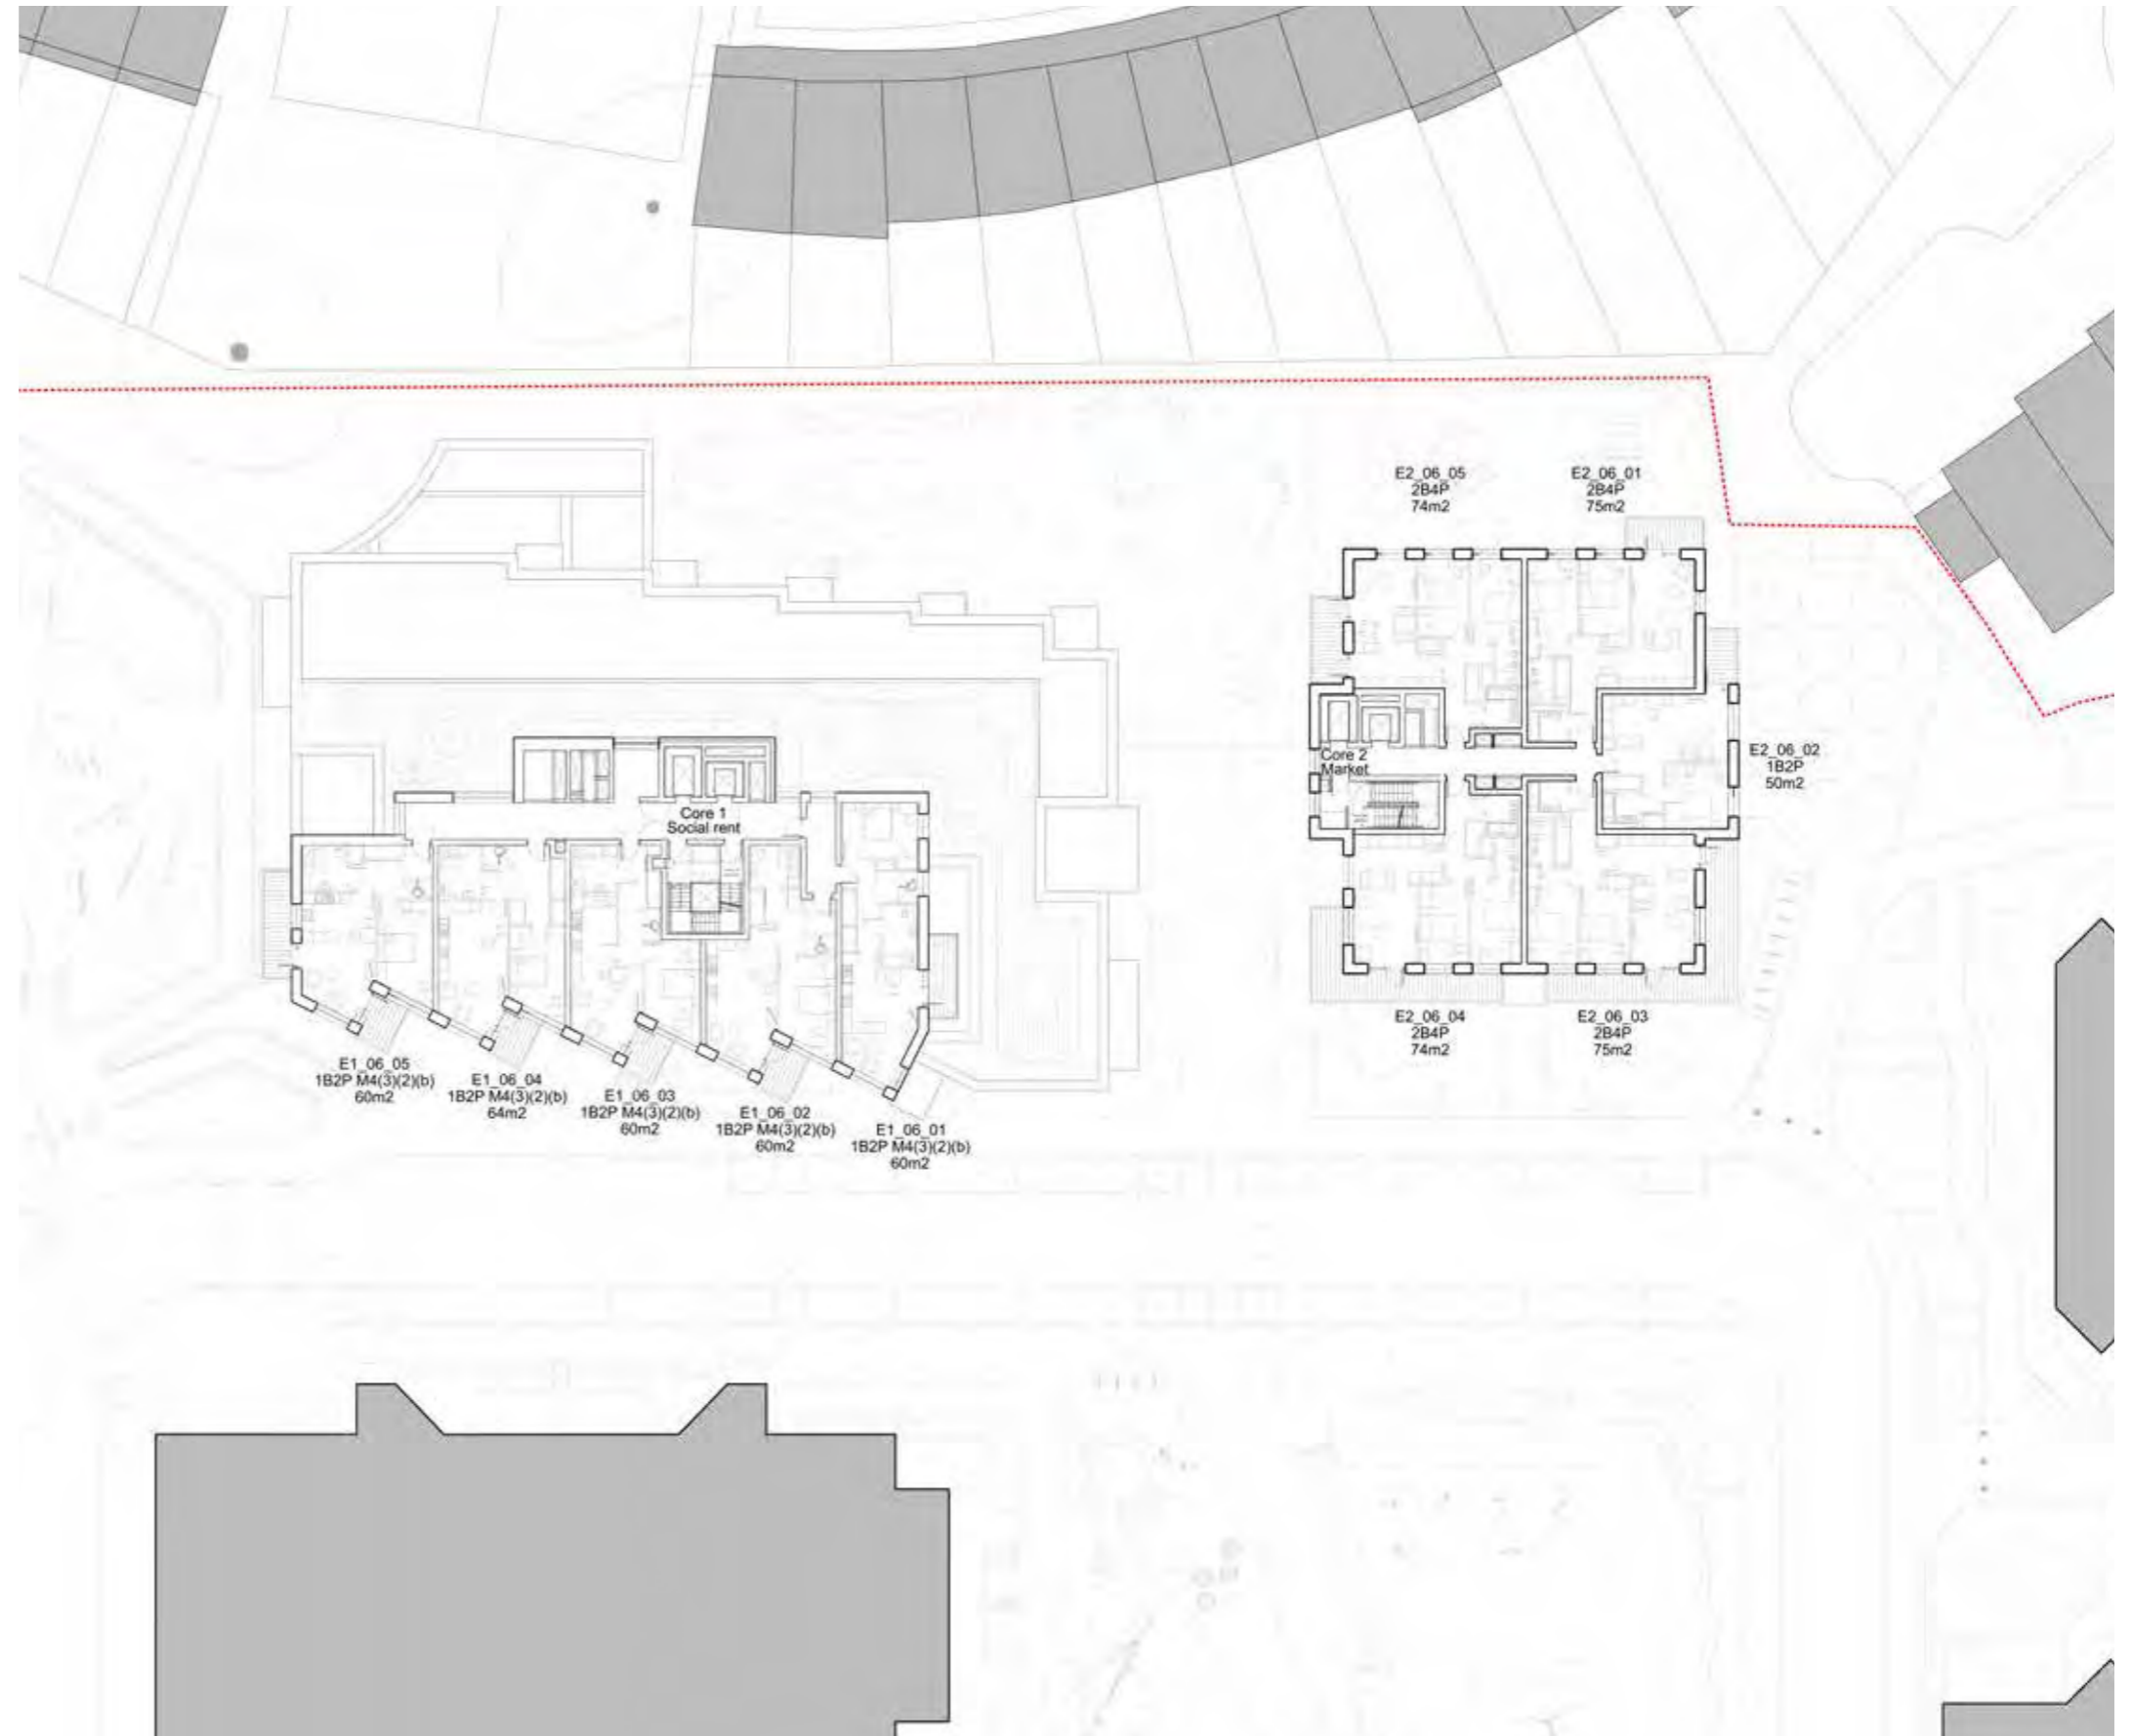 E2_06_05
2B4P
74m2
E2_06_01
2B4P
75m2
Core 2
Market
E2_06_02
1B2P
50m2
Core 1
Social rent
E2_06_04
2B4P
74m2
E2_06_03
2B4P
75m2
E1_06_05
1B2P M4(3)(2)(b)
60m2
E1_06_04
1B2P M4(3)(2)(b)
64m2
E1_06_03
1B2P M4(3)(2)(b)
60m2
E1_06_02
1B2P M4(3)(2)(b)
60m2
E1_06_01
1B2P M4(3)(2)(b)
60m2